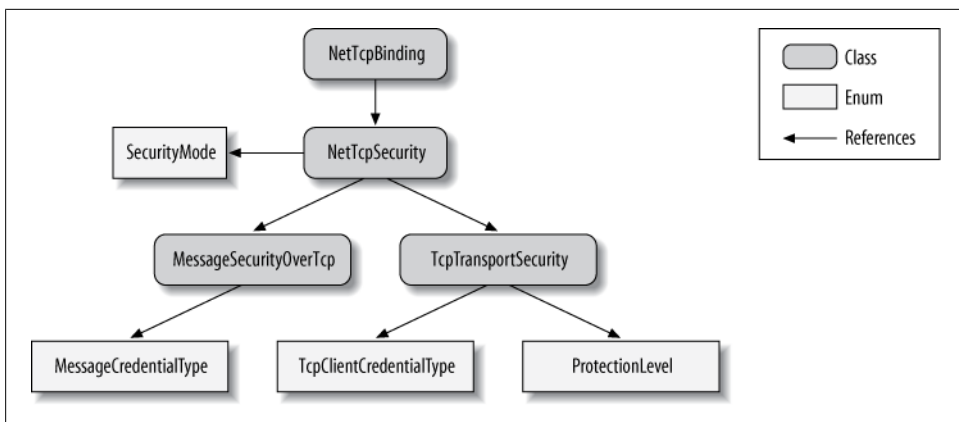 NetTcpBinding
Class
Enum
References
SecurityMode
NetTcpSecurity
MessageSecurityOverTcp
TcpTransportSecurity
MessageCredentialType
TcpClientCredentialType
ProtectionLevel